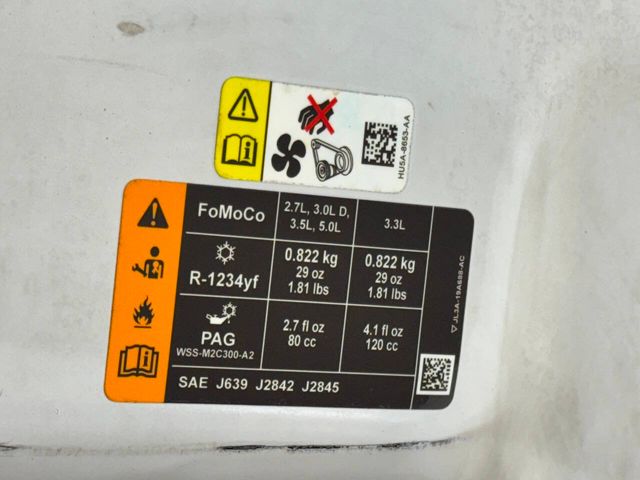 HU5A-8653-AA
FoMoCo
2.7L, 3.0L D,
3.5L, 5.0L
3.3L
R-1234yf
0.822 kg
29 oz
1.81 lbs
0.822 kg
29 oz
1.81 lbs
PAG
WSS-M2C300-A2
2.7 fl oz
80 cc
4.1 fl oz
120 cc
SAE J639 J2842 J2845
JL3A-19A688-AC